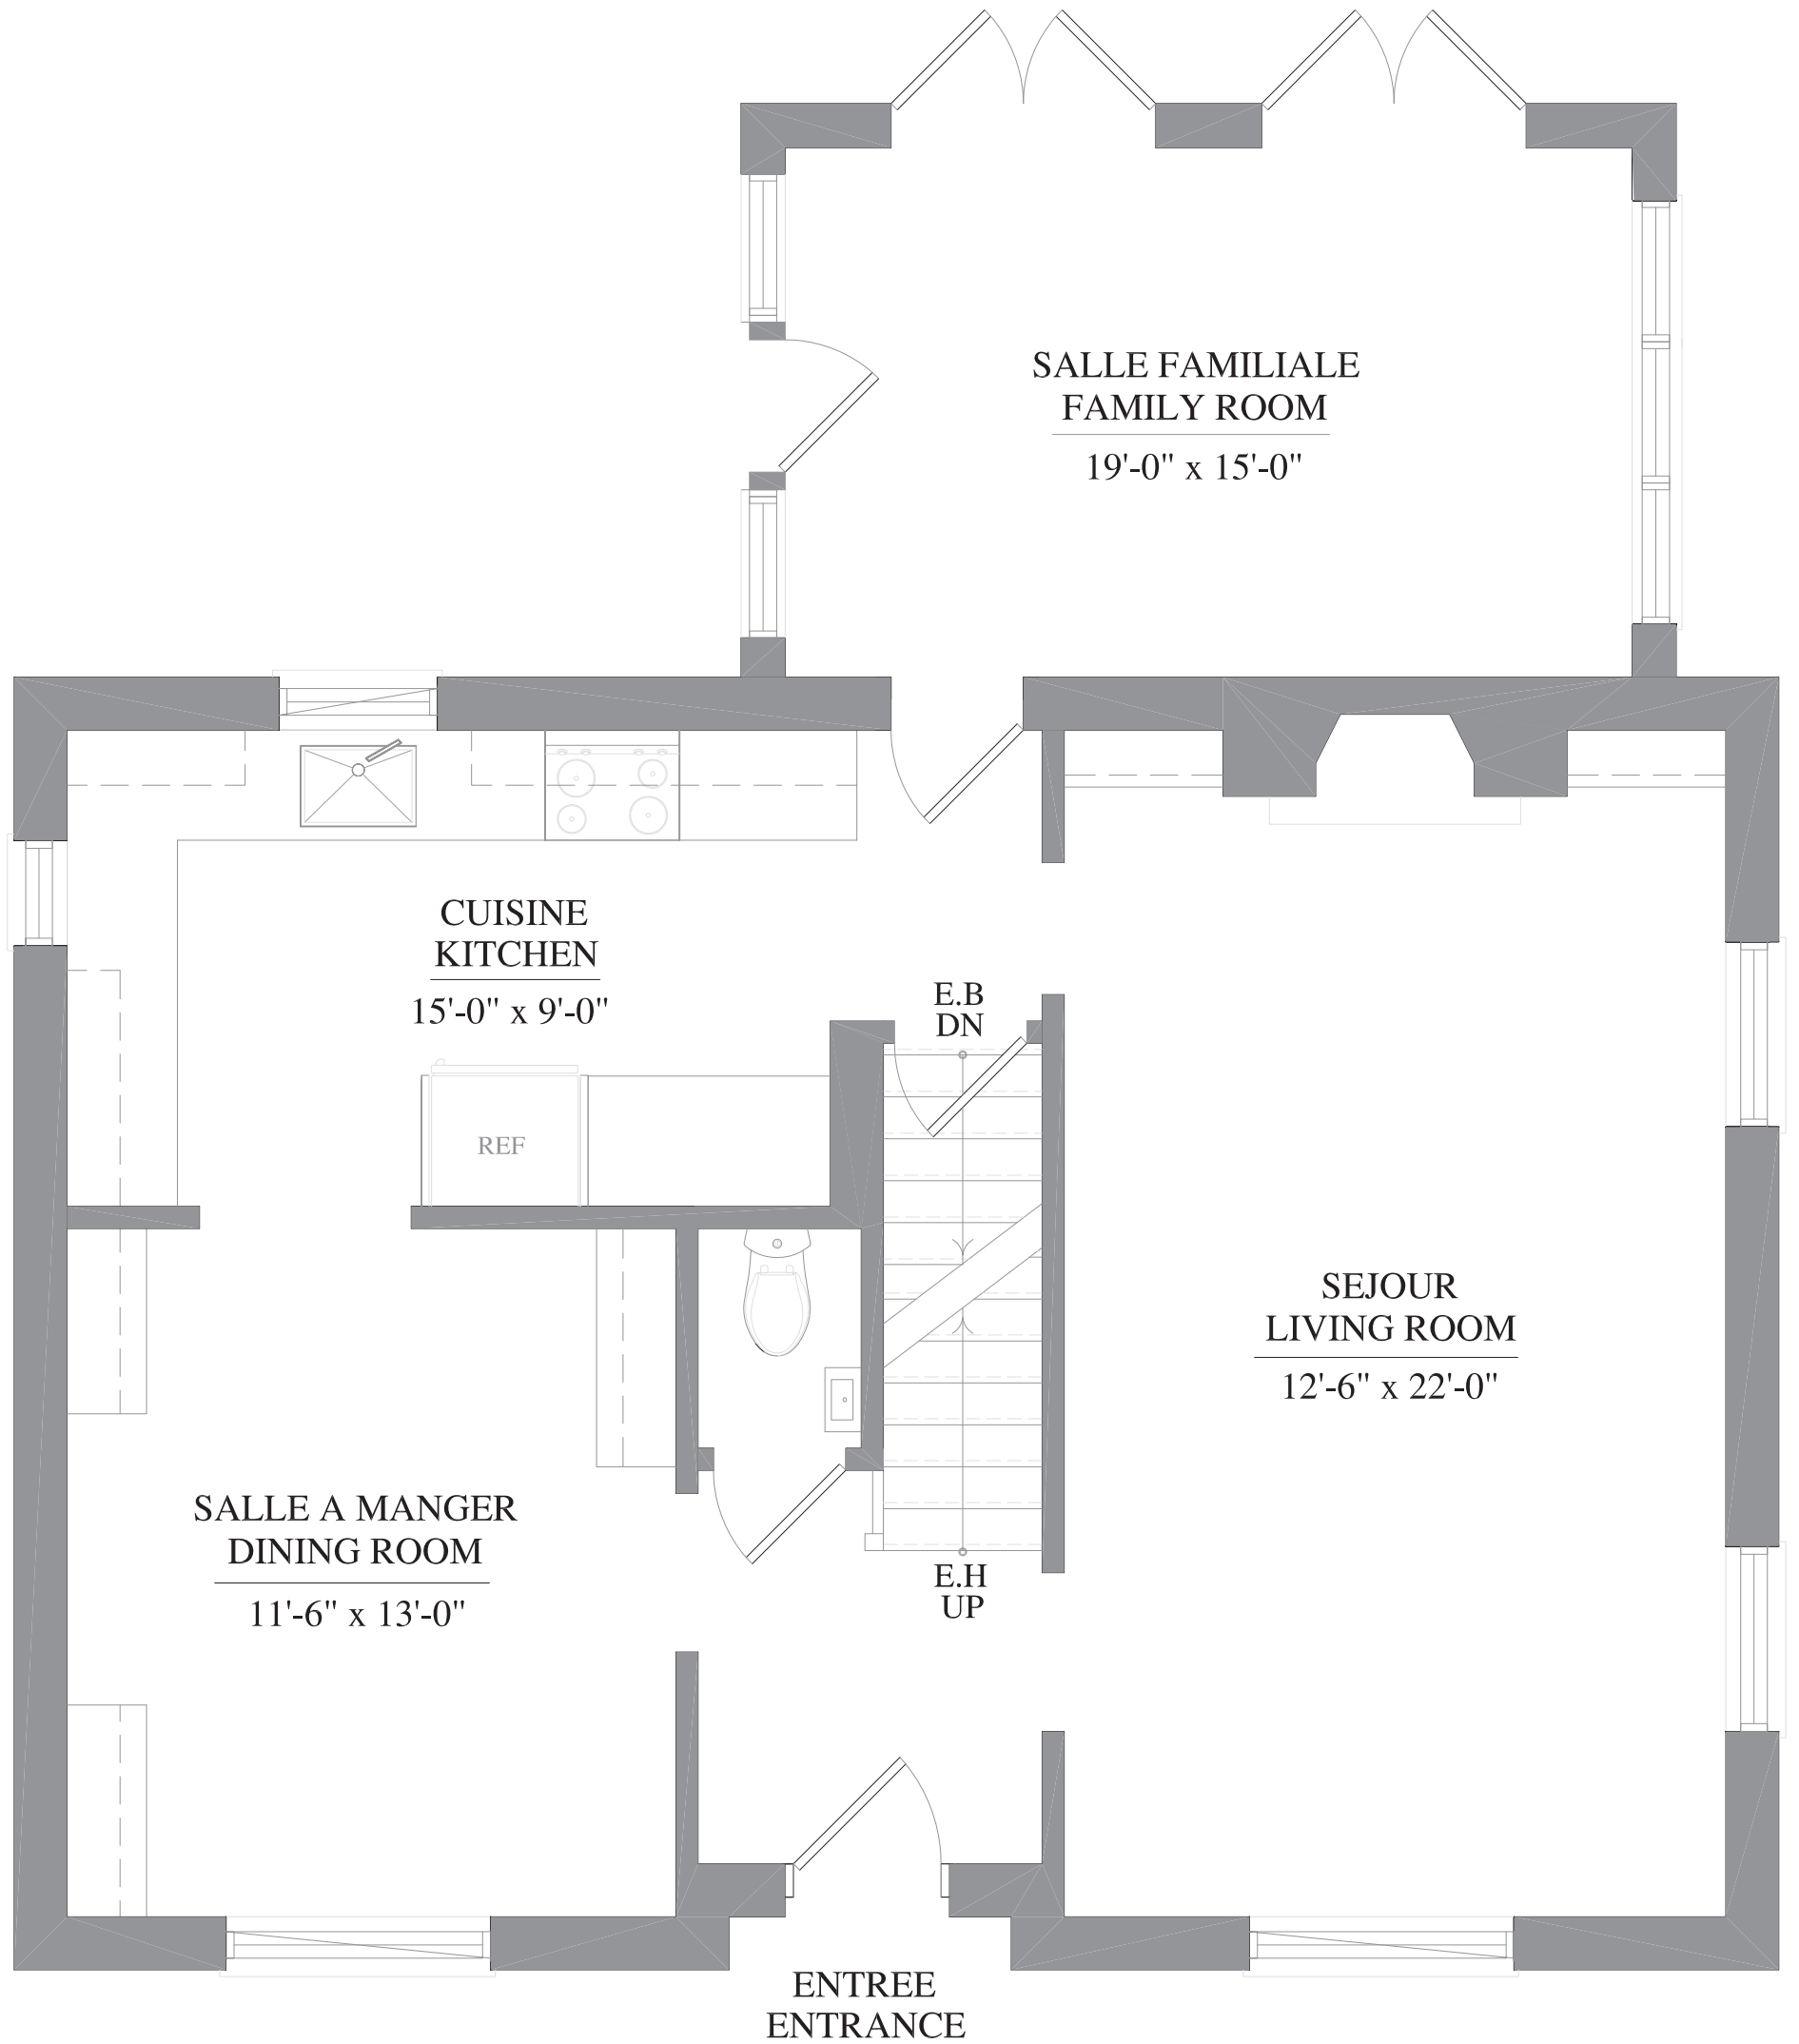 SALLE FAMILIALE
FAMILY ROOM
19'-0" x 15'-0"
CUISINE
KITCHEN
15'-0" x 9'-0"
E.B
DN
REF
SEJOUR
LIVING ROOM
12'-6" x 22'-0"
SALLE A MANGER
DINING ROOM
11'-6" x 13'-0"
E.H
UP
ENTREE
ENTRANCE